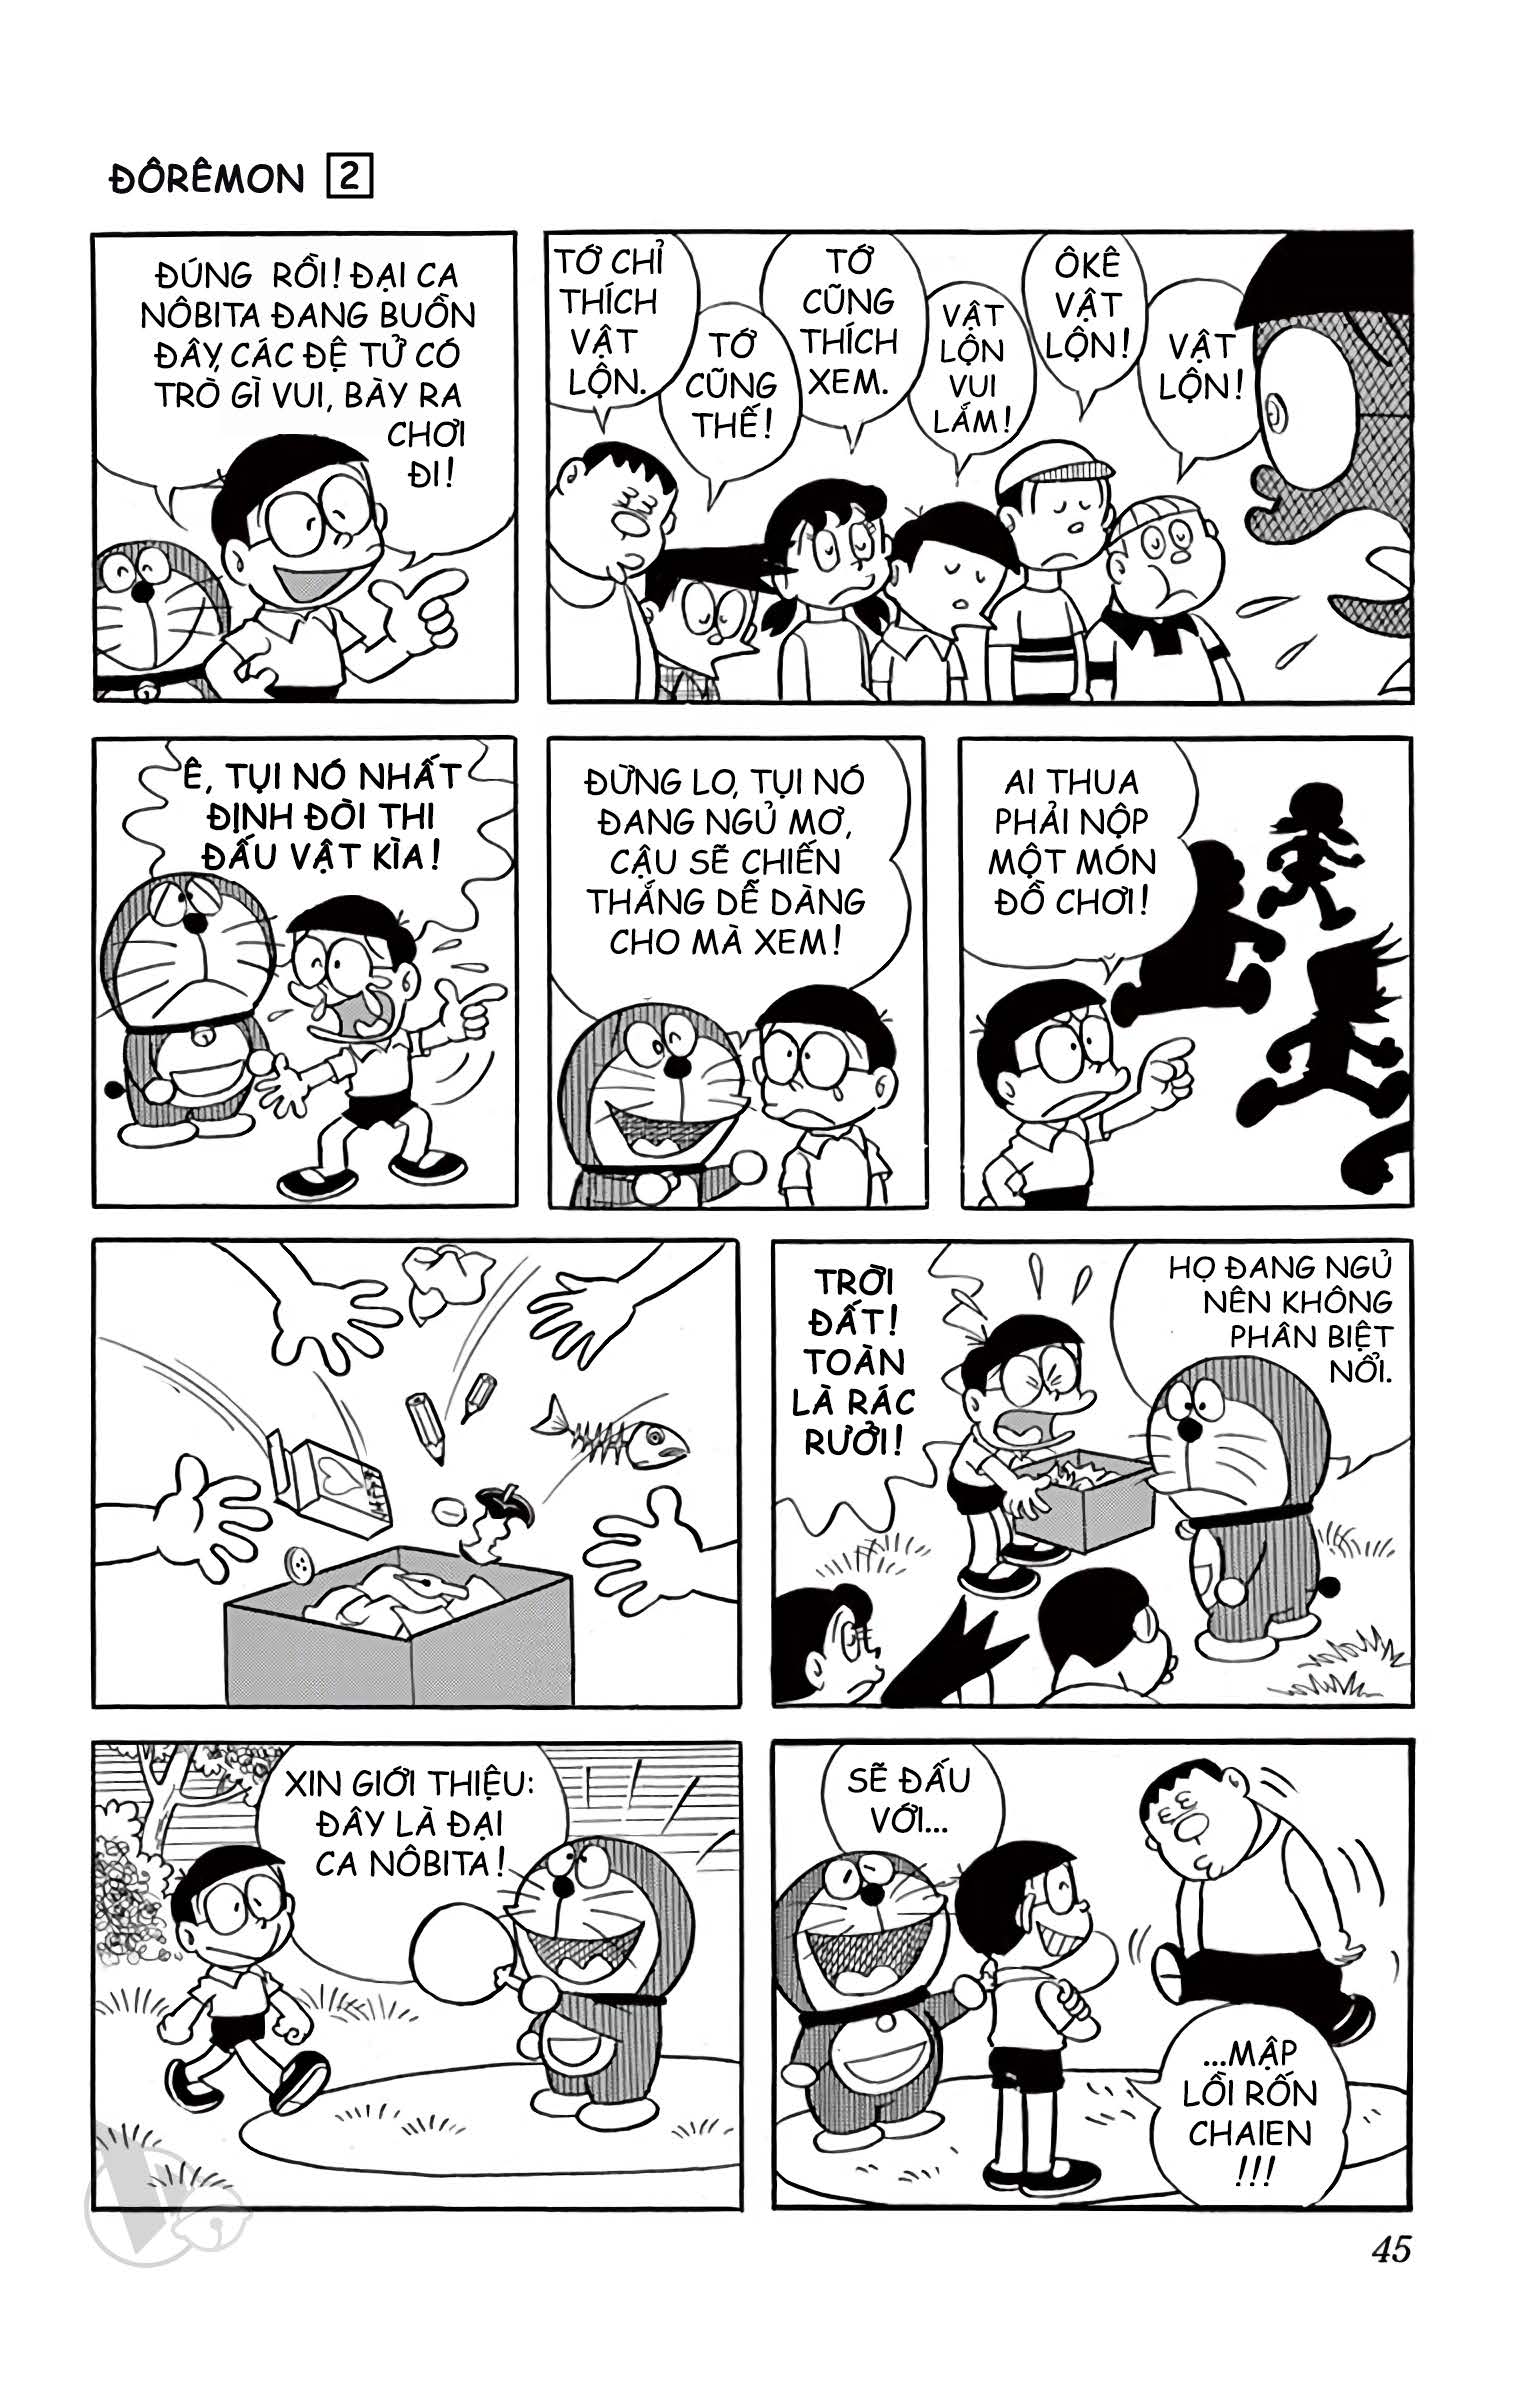 ĐÔRÊMON 2
ĐÚNG RỒI! ĐẠI CA
NÔBITA ĐANG BUỒN
ĐÂY, CÁC ĐỆ TỬ CÓ
TRÒ GÌ VUI, BÀY RA
CHƠI
ĐI!
TỚ CHỈ
THÍCH
VẬT
LỘN.
TỚ
CŨNG
THẾ!
TỚ
CŨNG
THÍCH
XEM.
VẬT
LỘN
VUI
LẮM!
ÔKÊ
VẬT
LỘN!
VẬT
LỘN!
Ê, TỤI NÓ NHẤT
ĐỊNH ĐÒI THI
ĐẤU VẬT KÌA!
ĐỪNG LO, TỤI NÓ
ĐANG NGỦ MƠ,
CẬU SẼ CHIẾN
THẮNG DỄ DÀNG
CHO MÀ XEM!
AI THUA
PHẢI NỘP
MỘT MÓN
ĐỒ CHƠI!
TRỜI
ĐẤT!
TOÀN
LÀ RÁC
RƯỞI!
HỌ ĐANG NGỦ
NÊN KHÔNG
PHÂN BIỆT
NỔI.
XIN GIỚI THIỆU:
ĐÂY LÀ ĐẠI
CA NÔBITA!
SẼ ĐẤU
VỚI...
...MẬP
LỒI RỐN
CHAIEN
!!!
45